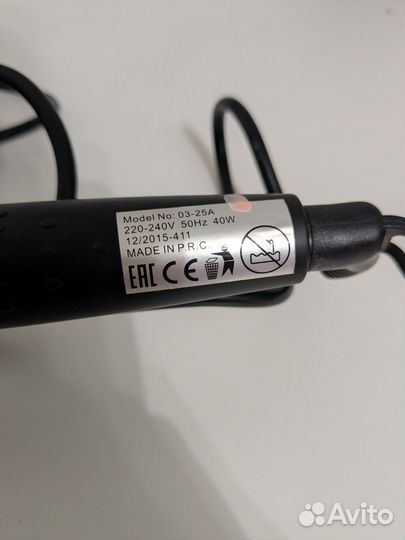 Model No: 03-25A
220-240V 50Hz 40W
12/2015-411
MADE IN P.R.C
EAC CE
Avito